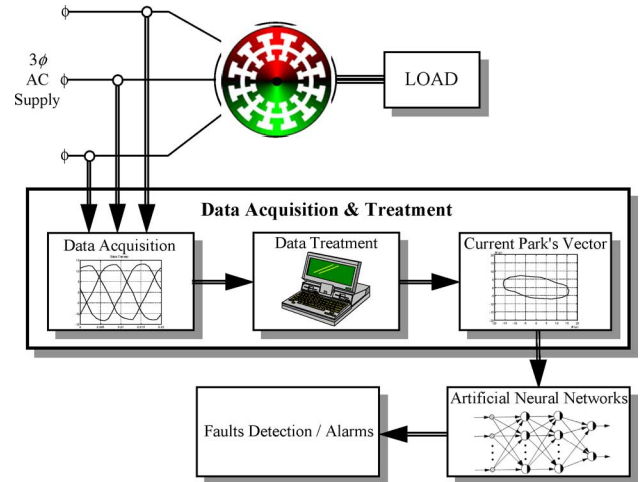 3ϕ
AC
Supply
LOAD
Data Acquisition & Treatment
Data Acquisition
Data Treatment
Current Park's Vector
Artificial Neural Networks
Faults Detection / Alarms